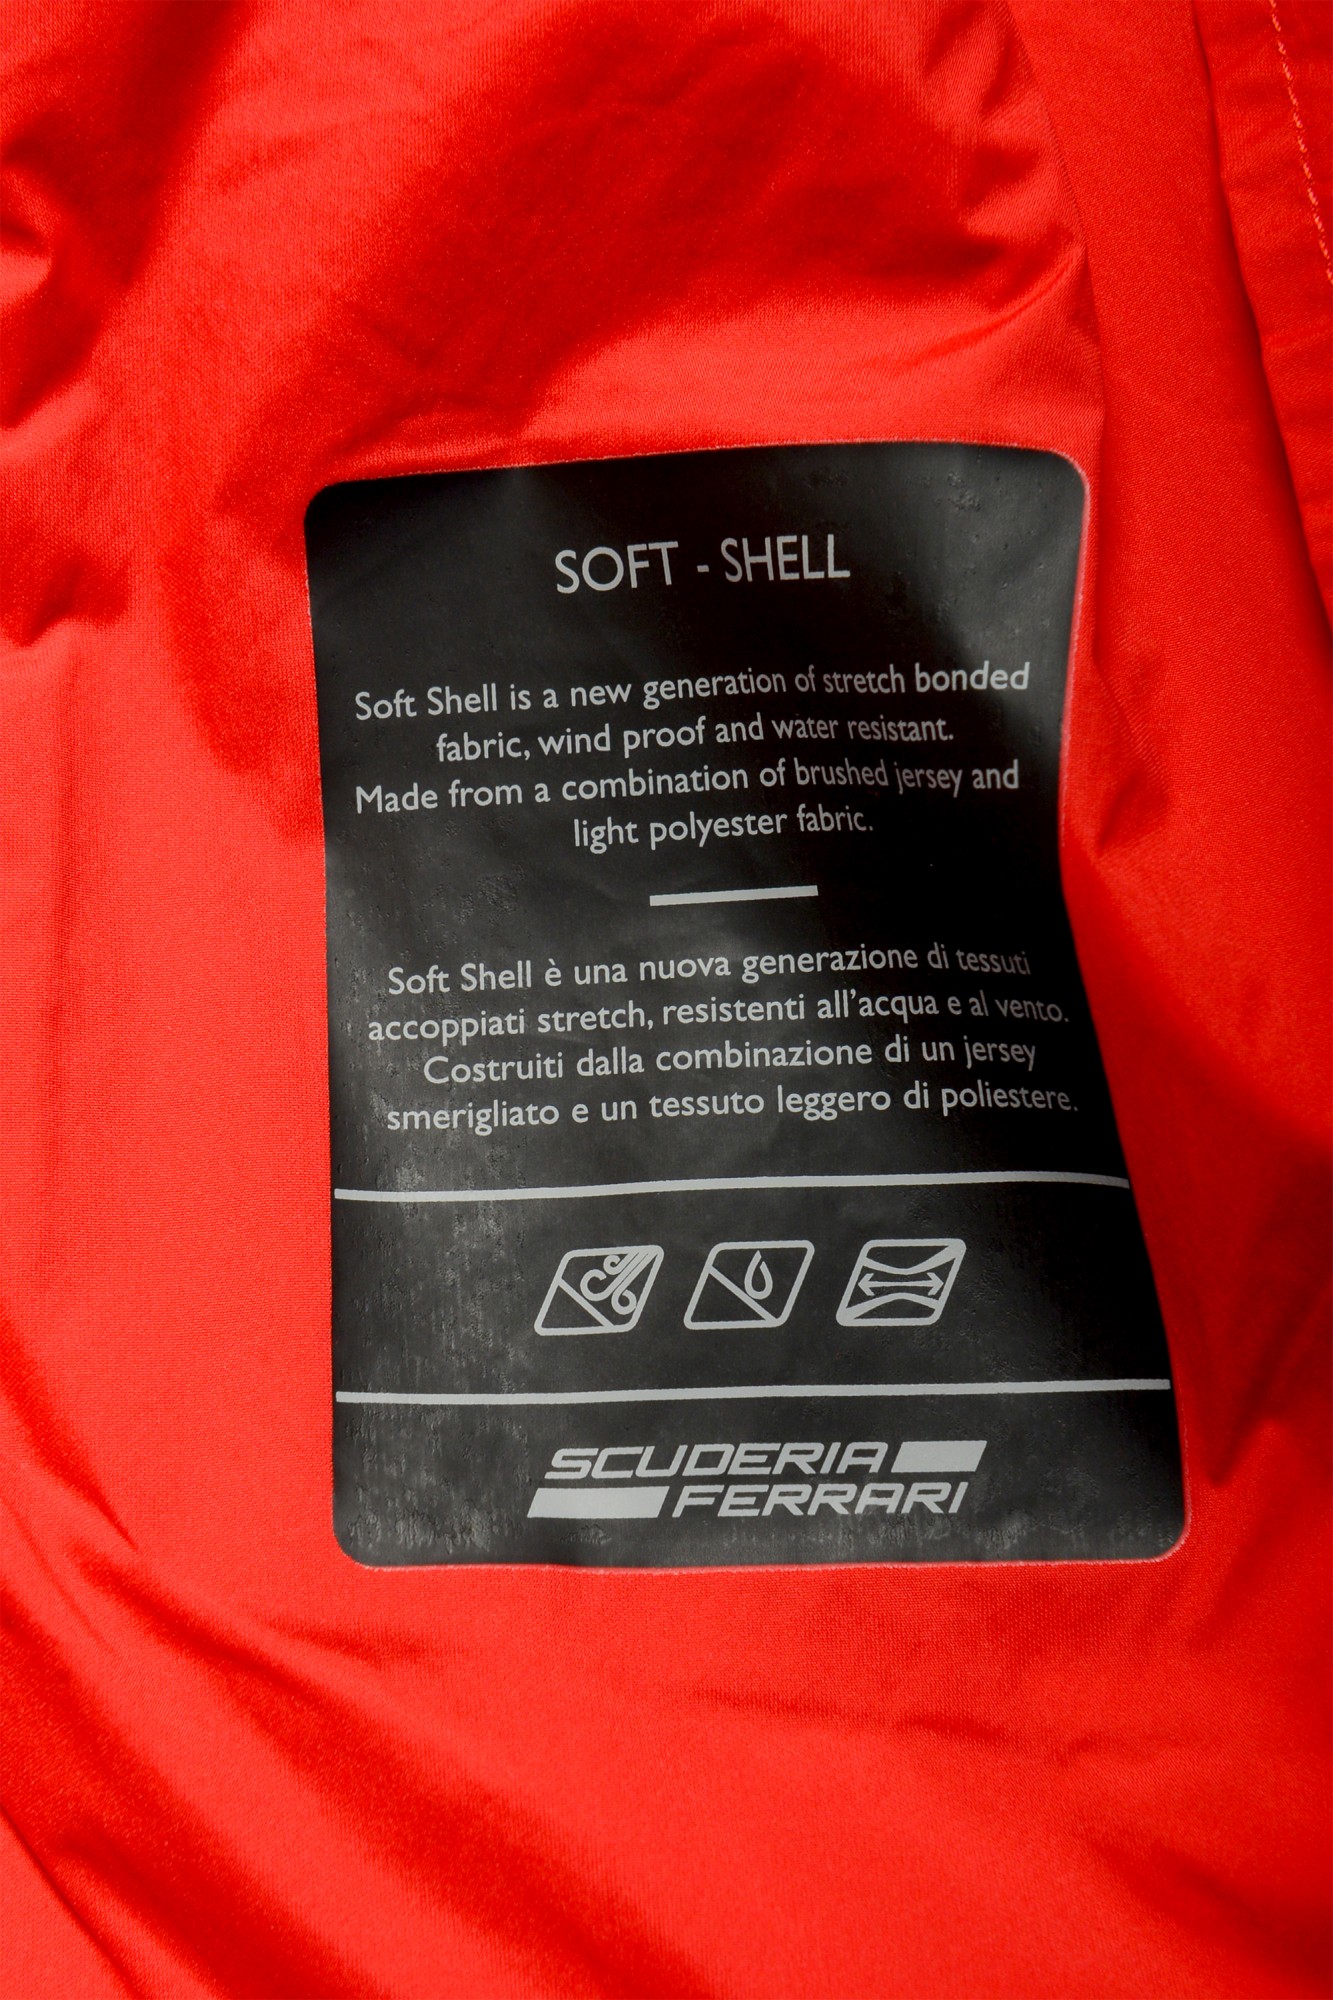 SOFT - SHELL
Soft Shell is a new generation of stretch bonded
fabric, wind proof and water resistant.
Made from a combination of brushed jersey and
light polyester fabric.
Soft Shell è una nuova generazione di tessuti
accoppiati stretch, resistenti all’acqua e al vento.
Costruiti dalla combinazione di un jersey
smerigliato e un tessuto leggero di poliestere.
SCUDERIA
FERRARI